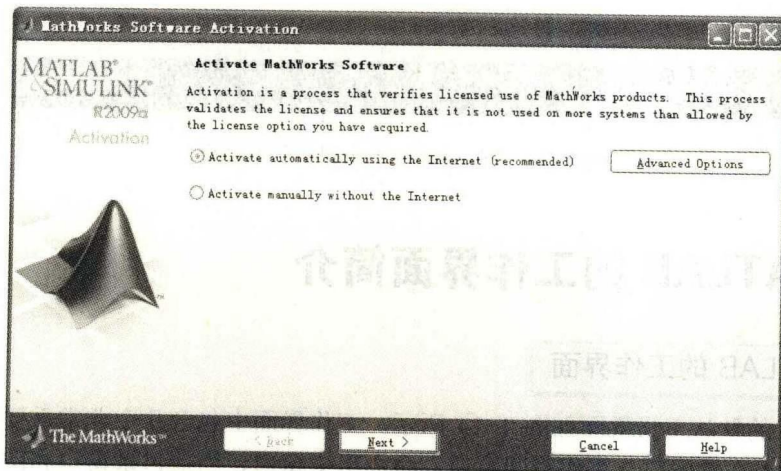 MathWorks Software Activation
MATLAB®
SIMULINK®
R2009a
Activation
Activate MathWorks Software
Activation is a process that verifies licensed use of MathWorks products. This process
validates the license and ensures that it is not used on more systems than allowed by
the license option you have acquired.
Activate automatically using the Internet (recommended)
Advanced Options
Activate manually without the Internet
The MathWorks™
< Back
Next >
Cancel
Help